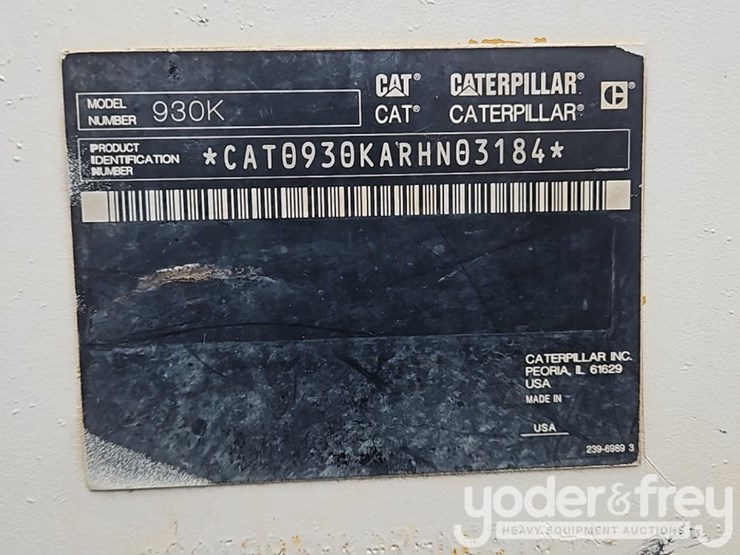 CAT® CATERPILLAR®
CAT® CATERPILLAR®
C
MODEL
NUMBER 930K
PRODUCT
IDENTIFICATION
NUMBER
*CAT0930KARHN03184*
CATERPILLAR INC.
PEORIA, IL 61629
USA
MADE IN
USA
239-6989 3
yoder&frey
HEAVY EQUIPMENT AUCTIONS